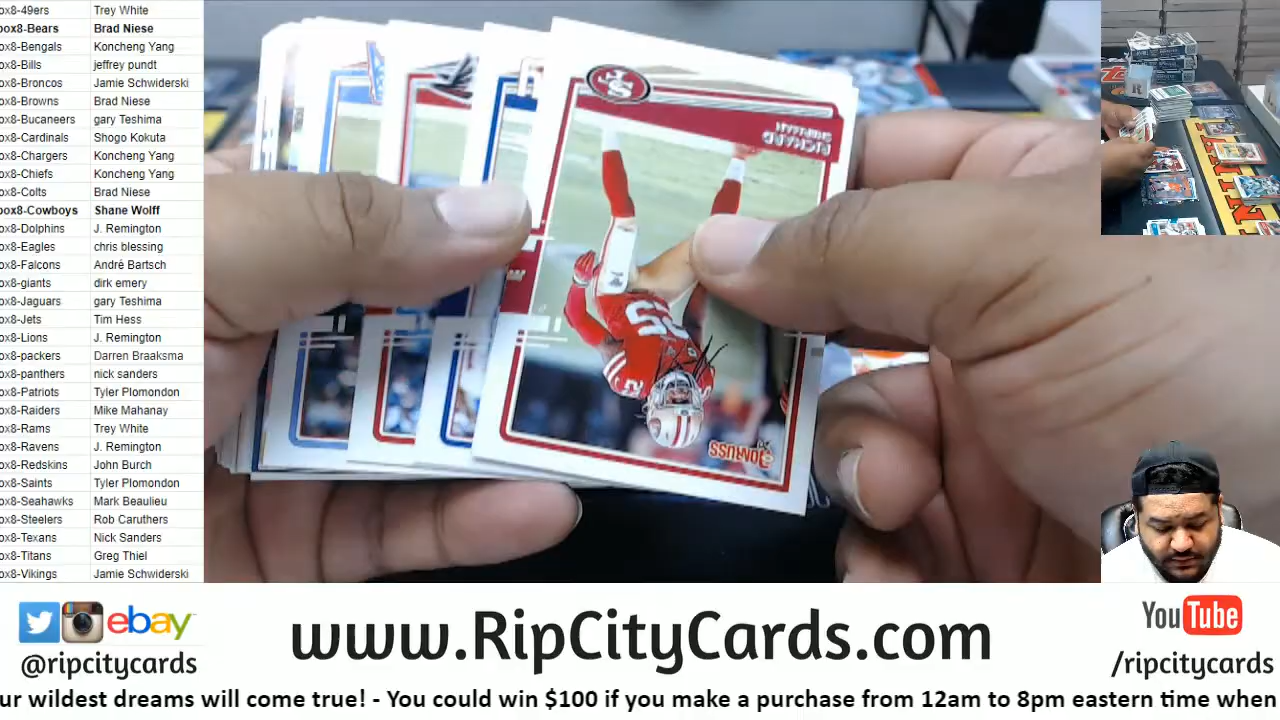 ox8-49ers Trey White
ox8-Bears Brad Niese
ox8-Bengals Koncheng Yang
ox8-Bills jeffrey pundt
ox8-Broncos Jamie Schwiderski
ox8-Browns Brad Niese
ox8-Bucaneers gary Teshima
ox8-Cardinals Shogo Kokuta
ox8-Chargers Koncheng Yang
ox8-Chiefs Koncheng Yang
ox8-Colts Brad Niese
ox8-Cowboys Shane Wolff
ox8-Dolphins J. Remington
ox8-Eagles chris blessing
ox8-Falcons André Bartsch
ox8-giants dirk emery
ox8-Jaguars gary Teshima
ox8-Jets Tim Hess
ox8-Lions J. Remington
ox8-packers Darren Braaksma
ox8-panthers nick sanders
ox8-Patriots Tyler Plomondon
ox8-Raiders Mike Mahanay
ox8-Rams Trey White
ox8-Ravens J. Remington
ox8-Redskins John Burch
ox8-Saints Tyler Plomondon
ox8-Seahawks Mark Beaulieu
ox8-Steelers Rob Caruthers
ox8-Texans Nick Sanders
ox8-Titans Greg Thiel
ox8-Vikings Jamie Schwiderski
SF
RICHARD
SHERMAN
25
DONRUSS
ebay
@ripcitycards
www.RipCityCards.com
YouTube
/ripcitycards
ur wildest dreams will come true! - You could win $100 if you make a purchase from 12am to 8pm eastern time when